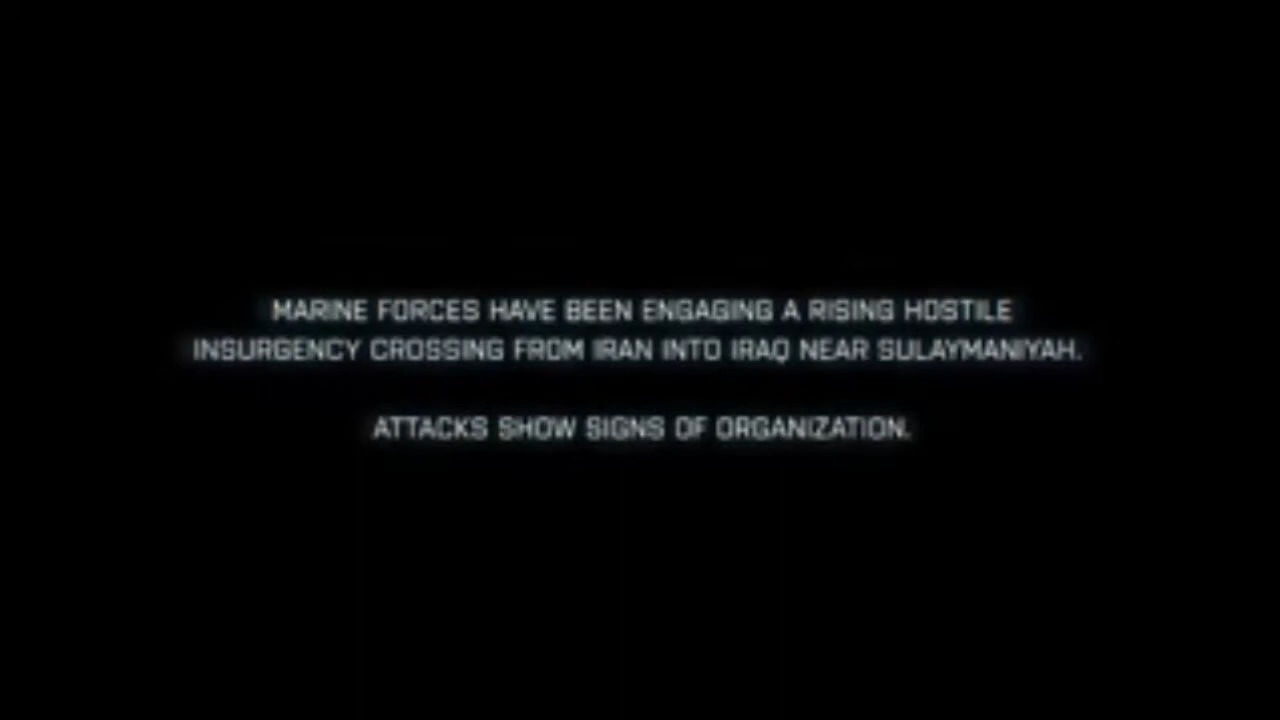 MARINE FORCES HAVE BEEN ENGAGING A RISING HOSTILE
INSURGENCY CROSSING FROM IRAN INTO IRAQ NEAR SULAYMANIYAH.
ATTACKS SHOW SIGNS OF ORGANIZATION.